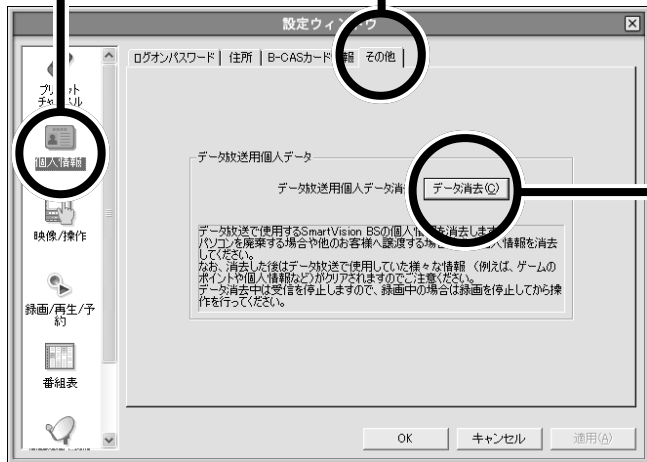 設定ウィンドウ
ログオンパスワード 住所 B-CASカード 報 その他
個人情報
映像/操作
録画/再生/予
約
番組表
データ放送用個人データ
データ放送用個人データ消 データ消去(C)
データ放送で使用するSmartVision BSの個人 を消去しま
パソコンを廃棄する場合や他のお客様へ譲渡する場 人情報を消去
してください。
なお、消去した後はデータ放送で使用していた様々な情報 (例えば、ゲームの
ポイントや個人情報など)がクリアされますのでご注意ください。
データ消去中は受信を停止しますので、録画中の場合は録画を停止してから操
作を行ってください。
OK キャンセル 適用(A)